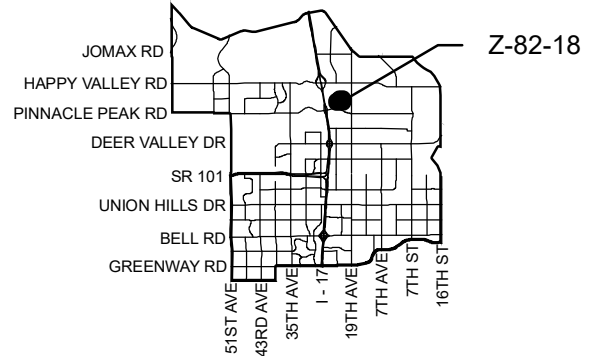 Z-82-18
JOMAX RD
HAPPY VALLEY RD
PINNACLE PEAK RD
DEER VALLEY DR
SR 101
UNION HILLS DR
BELL RD
GREENWAY RD
51ST AVE
43RD AVE
35TH AVE
I - 17
19TH AVE
7TH AVE
7TH ST
16TH ST